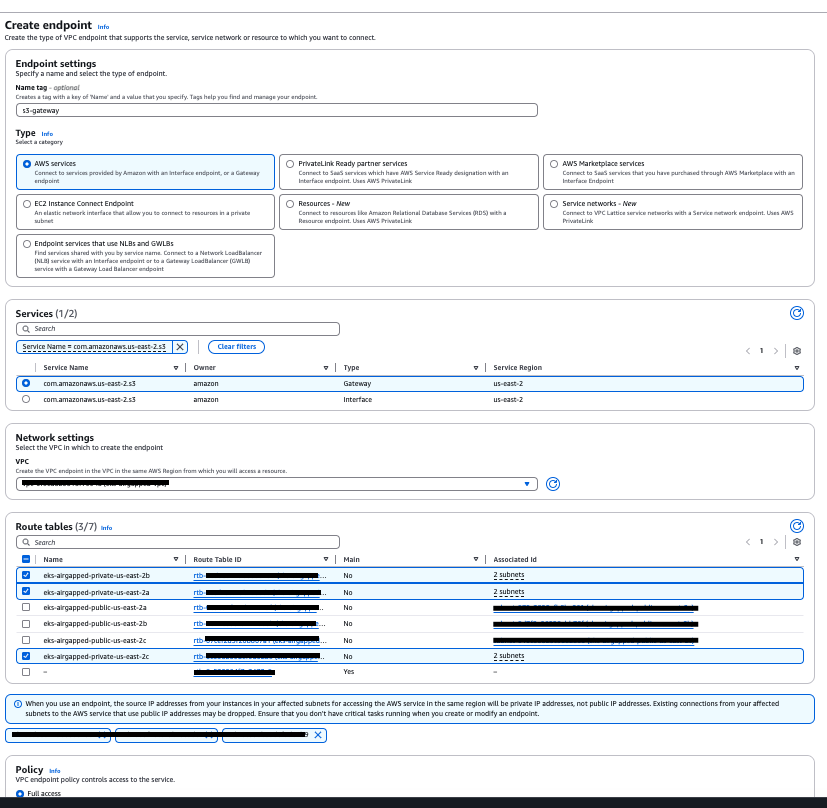 Create endpoint Info
Create the type of VPC endpoint that supports the service, service network or resource to which you want to connect.
Endpoint settings
Specify a name and select the type of endpoint.
Name tag - optional
Creates a tag with a key of 'Name' and a value that you specify. Tags help you find and manage your endpoint.
s3-gateway
Type Info
Select a category
AWS services
Connect to services provided by Amazon with an Interface endpoint, or a Gateway
endpoint
PrivateLink Ready partner services
Connect to SaaS services which have AWS Service Ready designation with an
Interface endpoint. Uses AWS PrivateLink
AWS Marketplace services
Connect to SaaS services that you have purchased through AWS Marketplace with an
Interface Endpoint
EC2 Instance Connect Endpoint
An elastic network interface that allow you to connect to resources in a private
subnet
Resources - New
Connect to resources like Amazon Relational Database Services (RDS) with a
Resource endpoint. Uses AWS PrivateLink
Service networks - New
Connect to VPC Lattice service networks with a Service network endpoint. Uses AWS
PrivateLink
Endpoint services that use NLBs and GWLBs
Find services shared with you by service name. Connect to a Network LoadBalancer
(NLB) service with an Interface endpoint or to a Gateway LoadBalancer (GWLB)
service with a Gateway Load Balancer endpoint
Services (1/2)
Search
Service Name = com.amazonaws.us-east-2.s3
Clear filters
1
Service Name Owner Type Service Region
com.amazonaws.us-east-2.s3 amazon Gateway us-east-2
com.amazonaws.us-east-2.s3 amazon Interface us-east-2
Network settings
Select the VPC in which to create the endpoint
VPC
Create the VPC endpoint in the VPC in the same AWS Region from which you will access a resource.
Route tables (3/7) Info
Search
1
Name Route Table ID Main Associated Id
eks-airgapped-private-us-east-2b rtb- ... No 2 subnets
eks-airgapped-private-us-east-2a rtb- ... No 2 subnets
eks-airgapped-public-us-east-2a rtb- ... No
eks-airgapped-public-us-east-2b rtb- ... No
eks-airgapped-public-us-east-2c rtb- ... No
eks-airgapped-private-us-east-2c rtb- ... No 2 subnets
– Yes –
When you use an endpoint, the source IP addresses from your instances in your affected subnets for accessing the AWS service in the same region will be private IP addresses, not public IP addresses. Existing connections from your affected
subnets to the AWS service that use public IP addresses may be dropped. Ensure that you don't have critical tasks running when you create or modify an endpoint.
Policy Info
VPC endpoint policy controls access to the service.
Full access